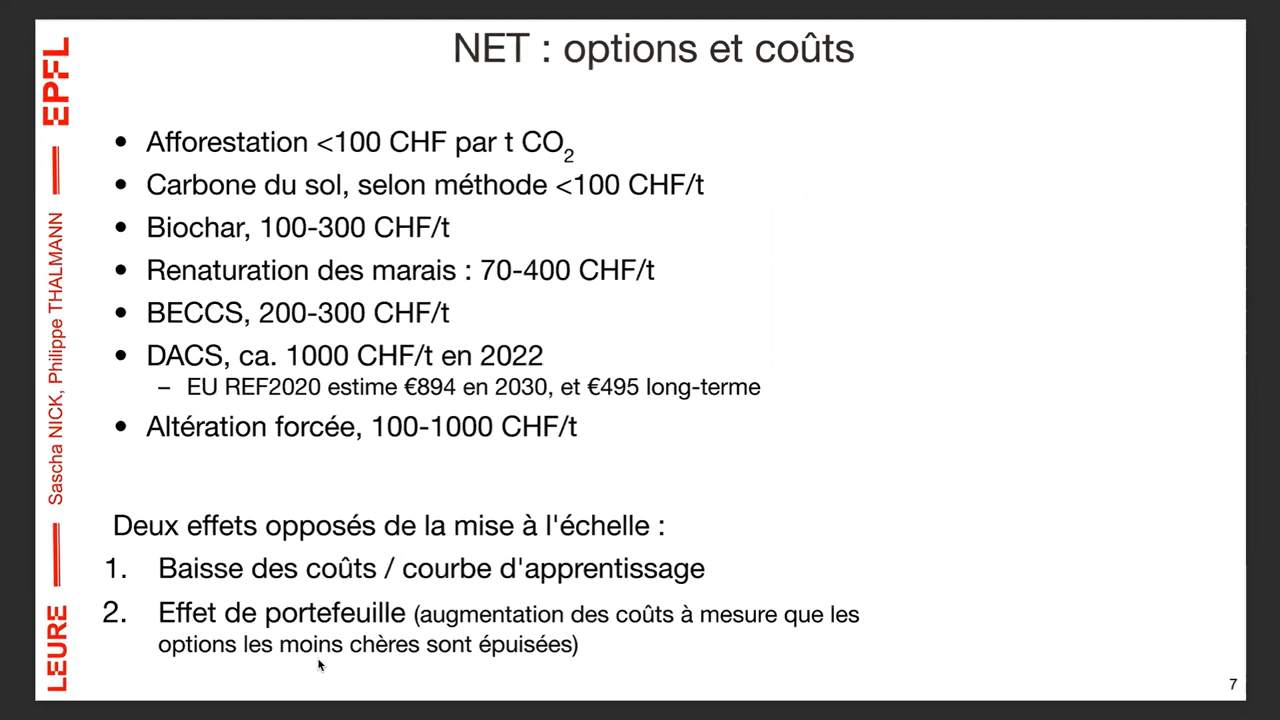 NET : options et coûts
• Afforestation <100 CHF par t CO₂
• Carbone du sol, selon méthode <100 CHF/t
• Biochar, 100-300 CHF/t
• Renaturation des marais : 70-400 CHF/t
• BECCS, 200-300 CHF/t
• DACS, ca. 1000 CHF/t en 2022
– EU REF2020 estime €894 en 2030, et €495 long-terme
• Altération forcée, 100-1000 CHF/t
Deux effets opposés de la mise à l'échelle :
1. Baisse des coûts / courbe d'apprentissage
2. Effet de portefeuille (augmentation des coûts à mesure que les
options les moins chères sont épuisées)
LEURE — Sascha NICK, Philippe THALMANN — EPFL
7